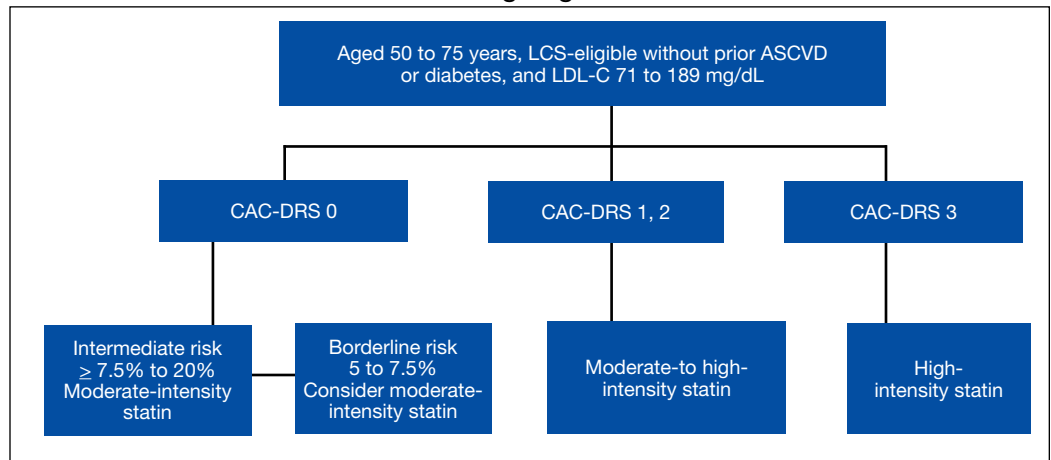 Aged 50 to 75 years, LCS-eligible without prior ASCVD
or diabetes, and LDL-C 71 to 189 mg/dL
CAC-DRS 0
CAC-DRS 1, 2
CAC-DRS 3
Intermediate risk
≥ 7.5% to 20%
Moderate-intensity
statin
Borderline risk
5 to 7.5%
Consider moderate-
intensity statin
Moderate-to high-
intensity statin
High-
intensity statin